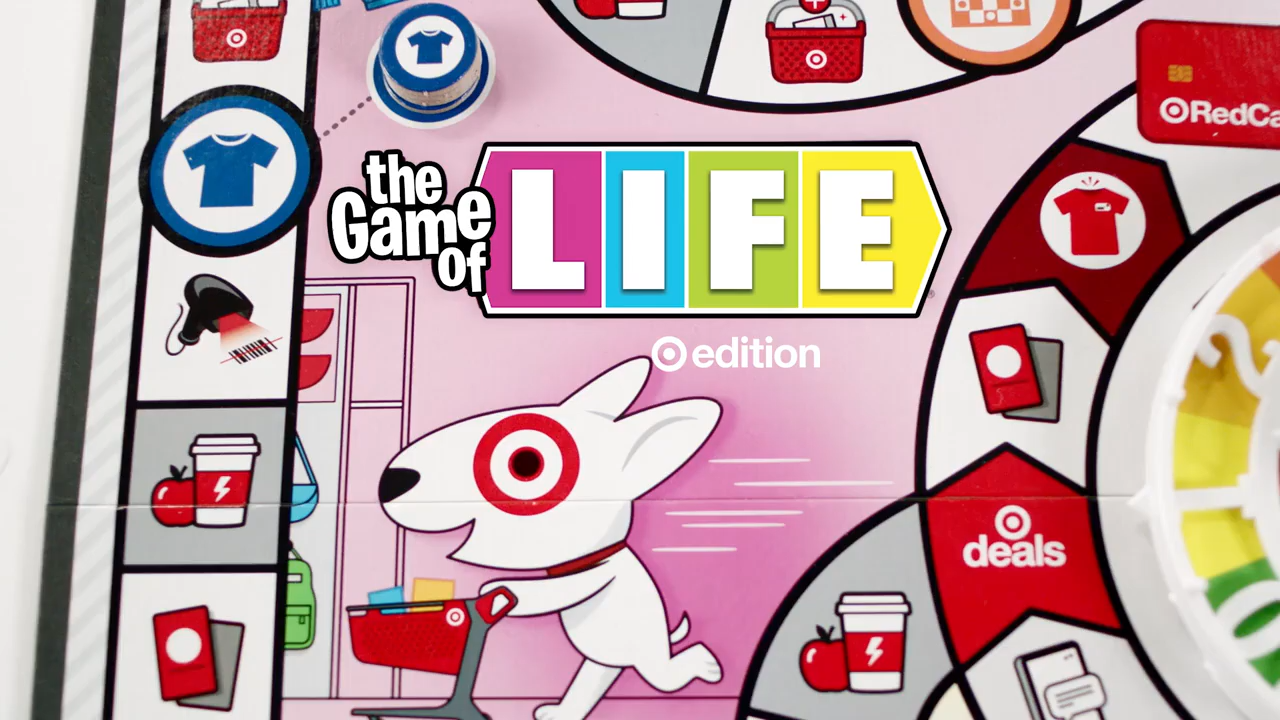 RedCa
the
Game
of
LIFE
edition
deals